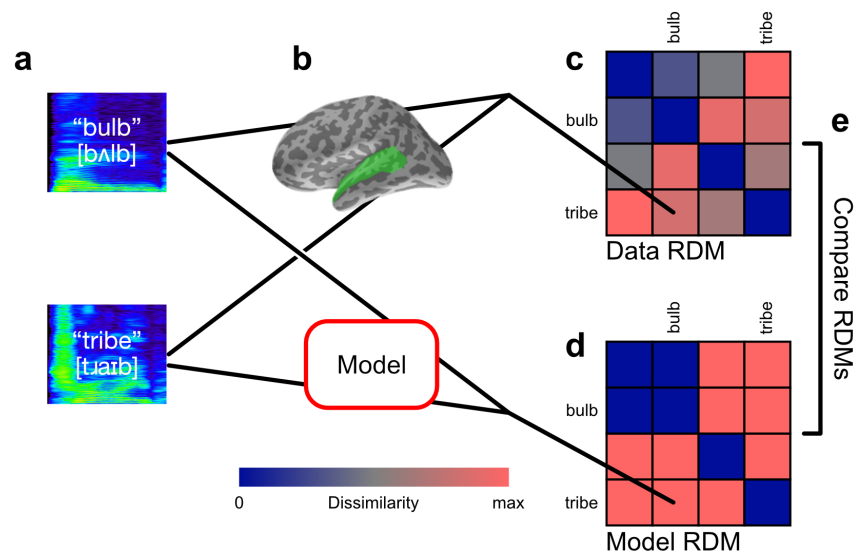 a
“bulb”
[bʌlb]
“tribe”
[tɹaɪb]
b
Model
0
Dissimilarity
max
c
bulb
tribe
bulb
tribe
Data RDM
d
bulb
tribe
bulb
tribe
Model RDM
e
Compare RDMs